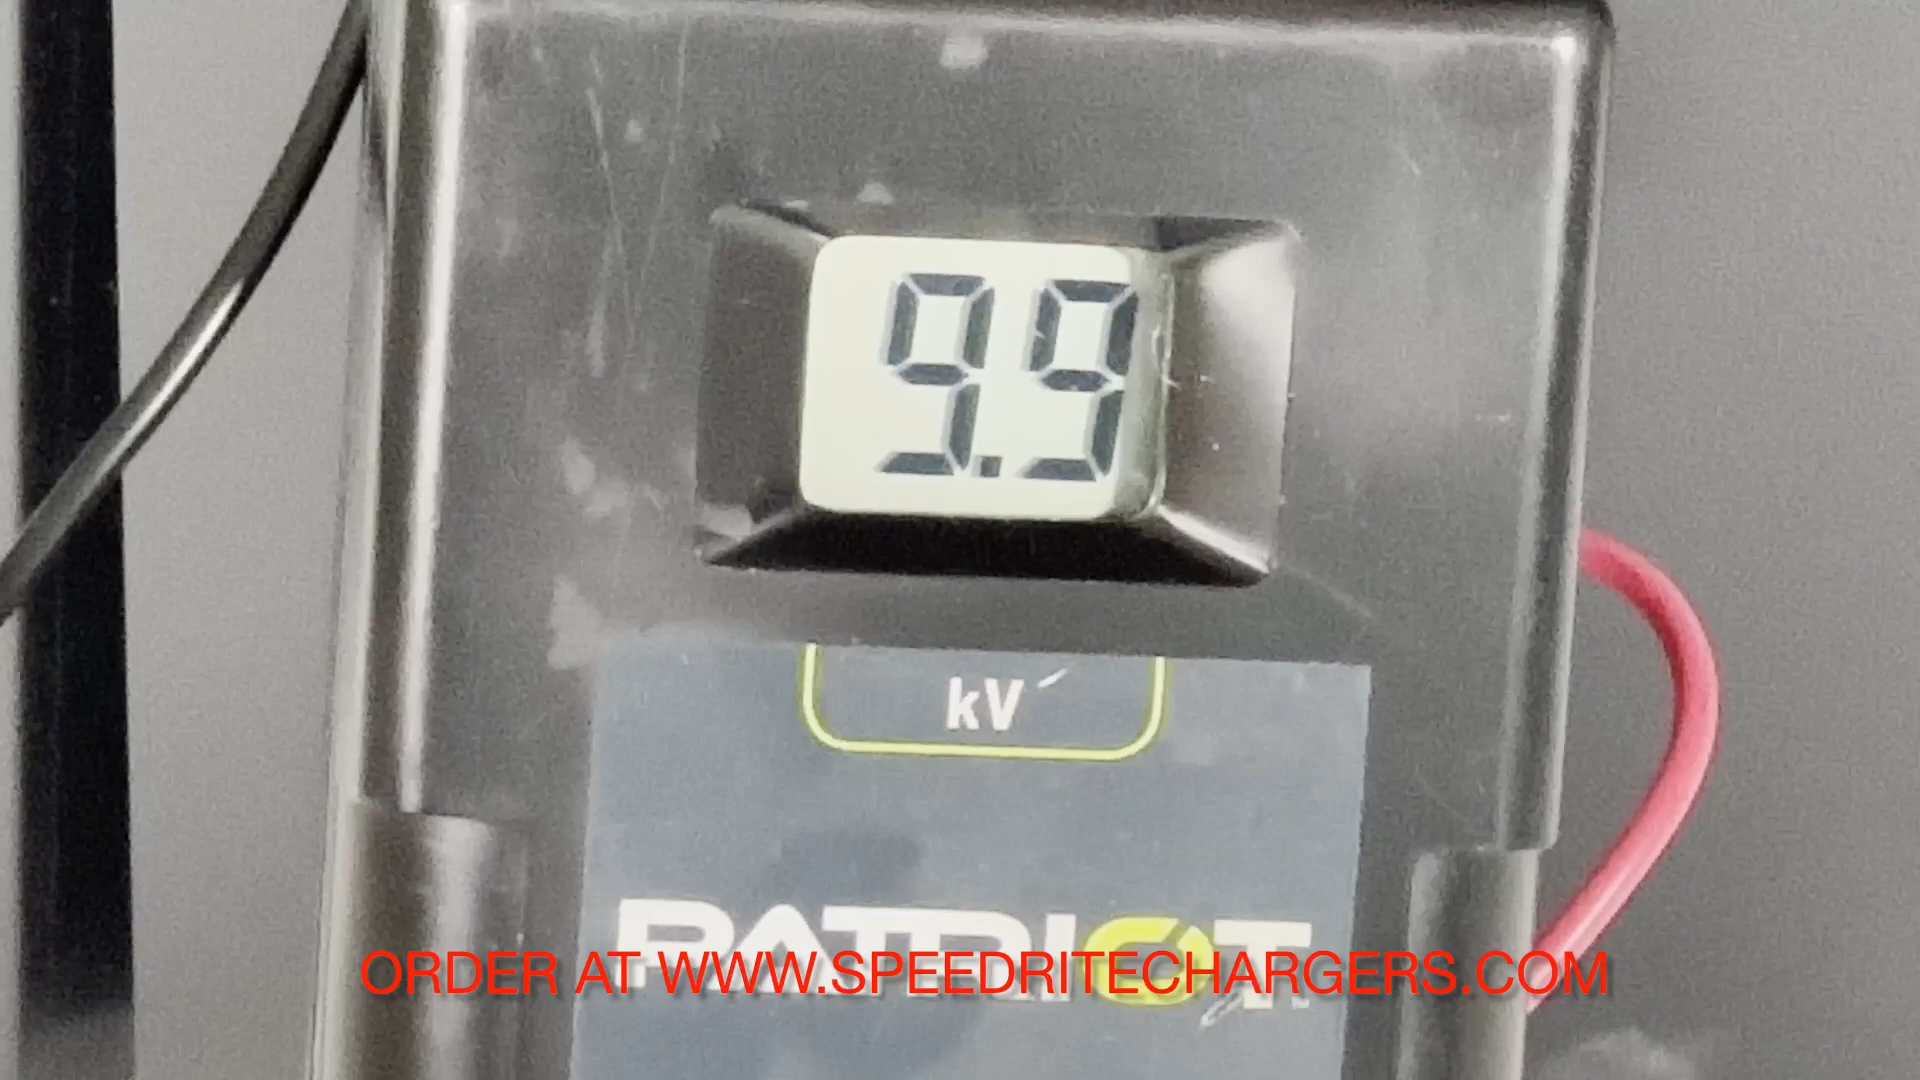 9.9
kV
PATRIOT
ORDER AT WWW.SPEEDRITECHARGERS.COM